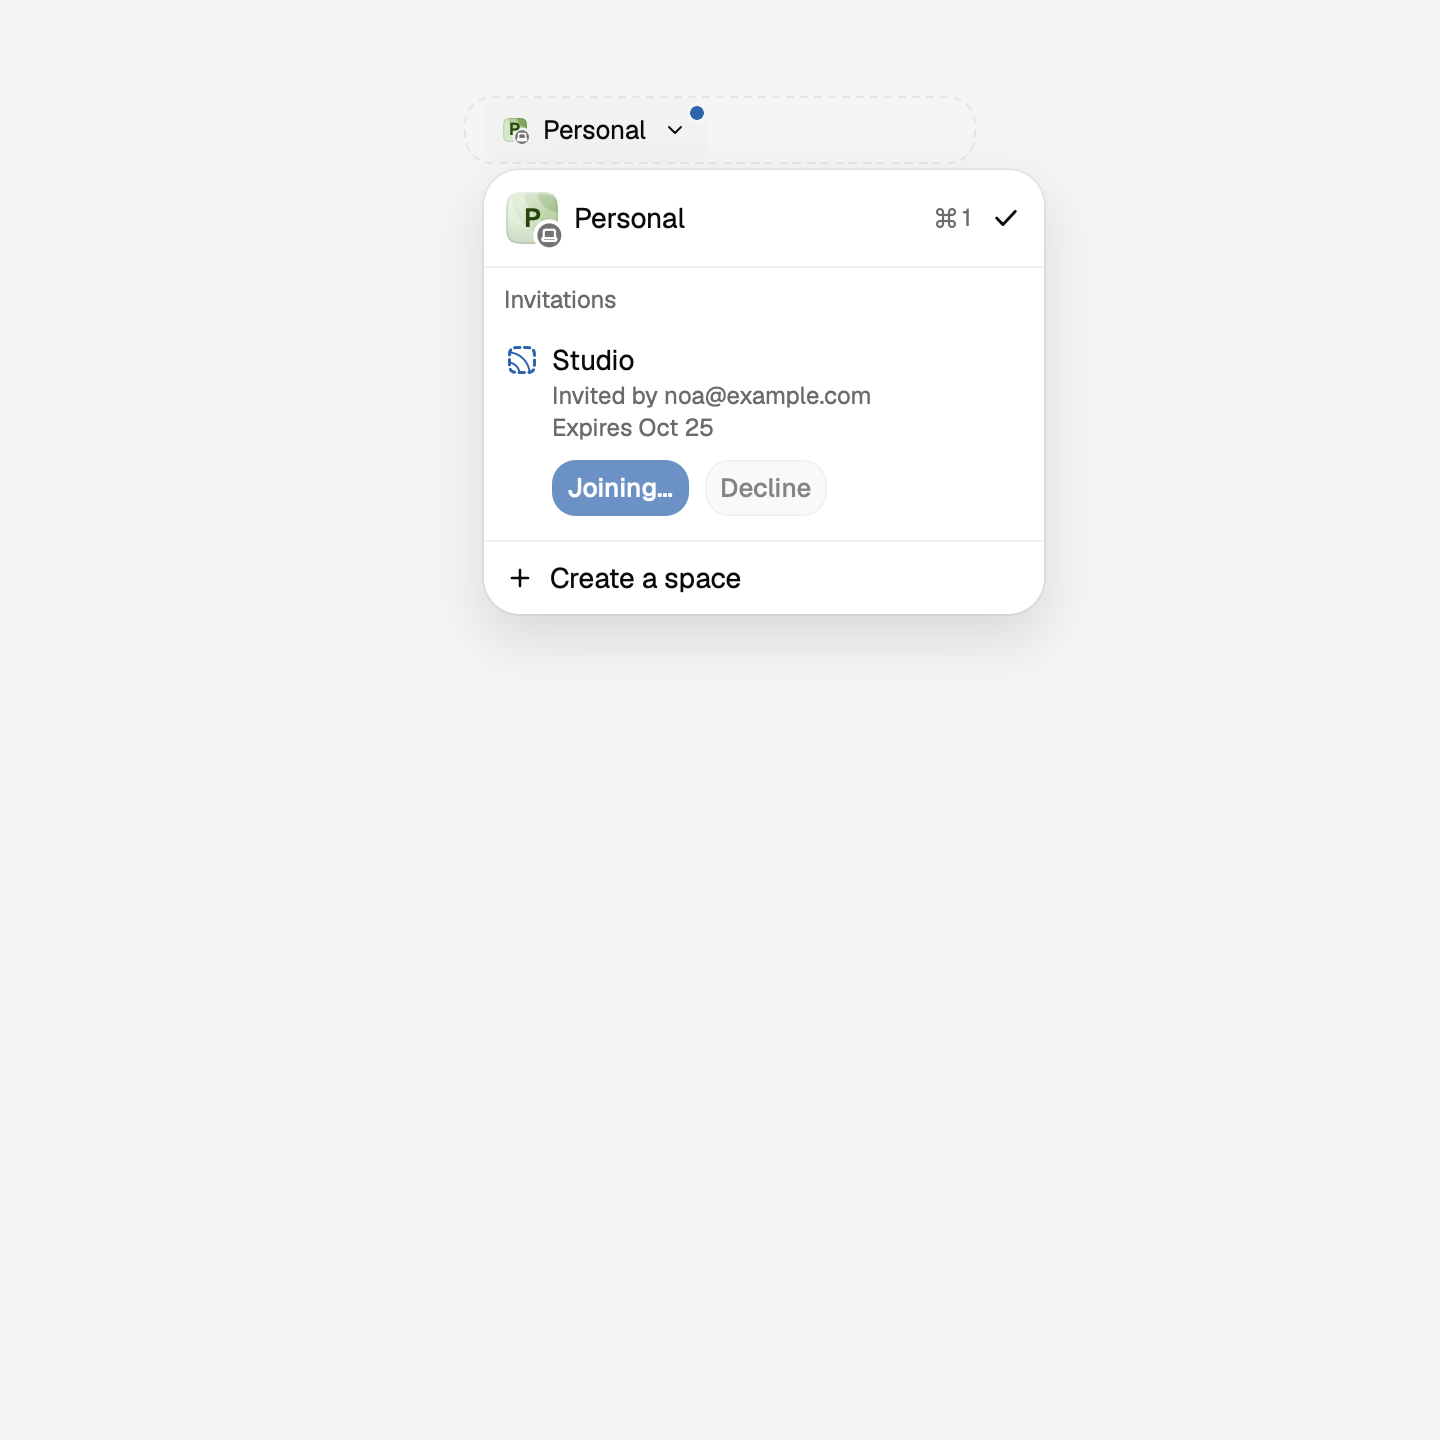 P Personal
P Personal ⌘1
Invitations
Studio
Invited by noa@example.com
Expires Oct 25
Joining… Decline
Create a space